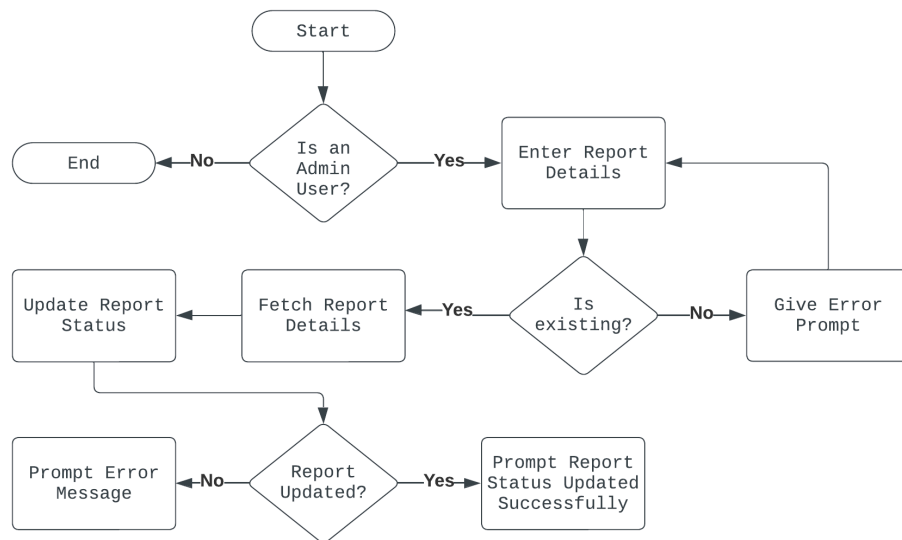 Start
Is an
Admin
User?
No
End
Yes
Enter Report
Details
Is
existing?
No
Give Error
Prompt
Yes
Fetch Report
Details
Update Report
Status
Report
Updated?
No
Prompt Error
Message
Yes
Prompt Report
Status Updated
Successfully